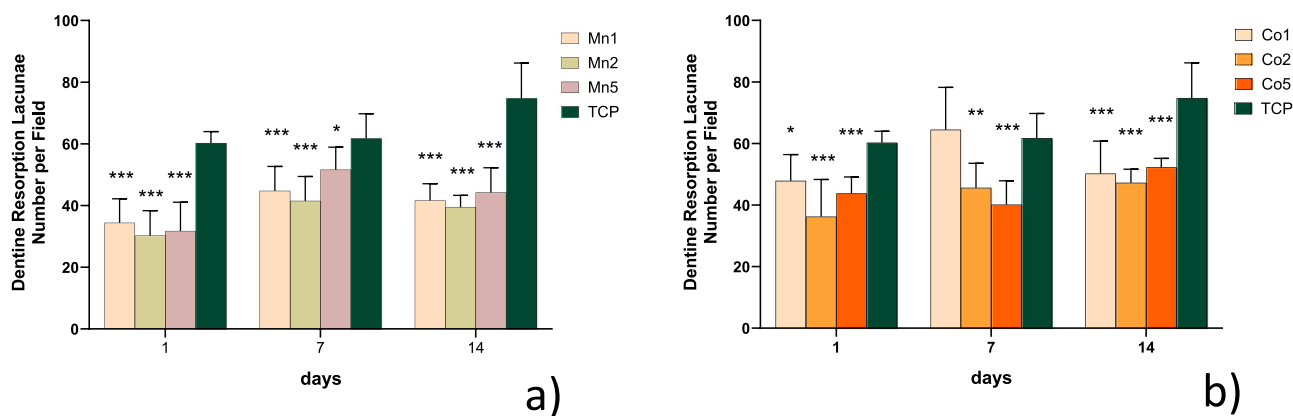 100
80
60
40
20
0
Dentine Resorption Lacunae
Number per Field
Mn1
Mn2
Mn5
TCP
*** *** ***
*** *** *
*** *** ***
1 7 14
days
a)
100
80
60
40
20
0
Dentine Resorption Lacunae
Number per Field
Co1
Co2
Co5
TCP
* *** ***
** ***
*** *** ***
1 7 14
days
b)